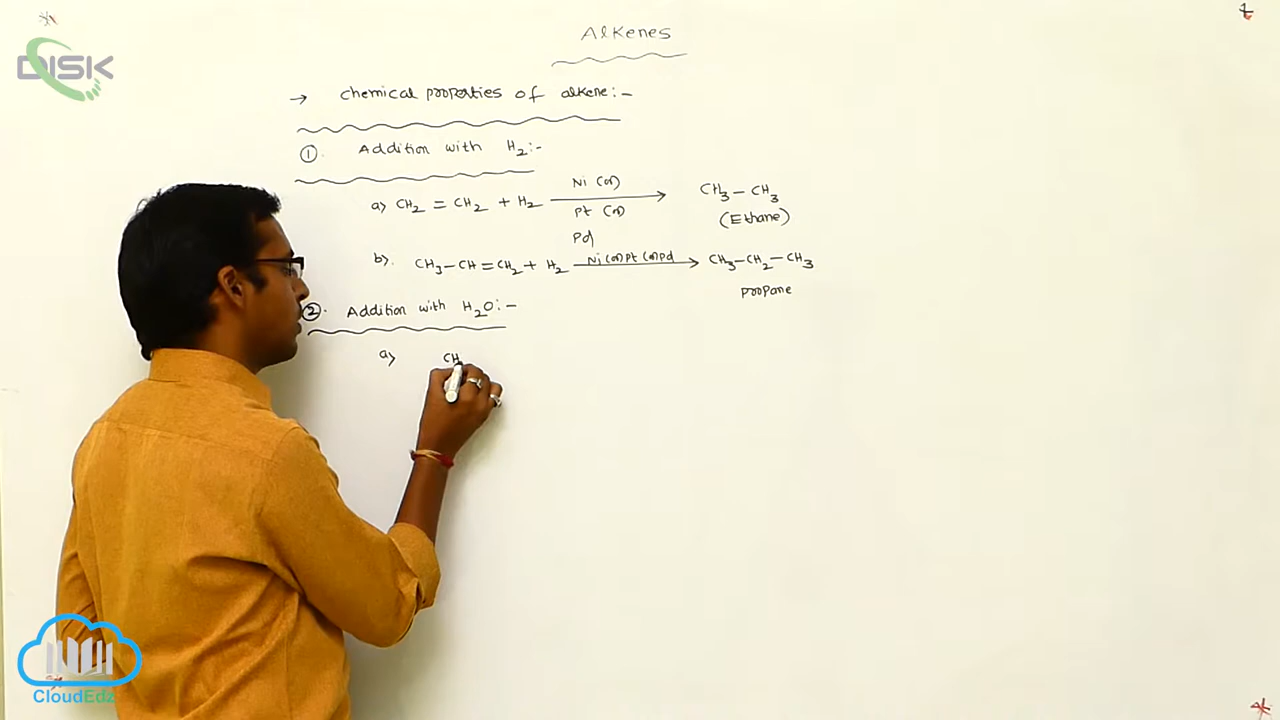 DISK
Alkenes
→ chemical properties of alkene:-
①. Addition with H₂:-
a) CH₂ = CH₂ + H₂ Ni (or) Pt (or) Pd → CH₃ – CH₃
(Ethane)
b). CH₃–CH=CH₂ + H₂ Ni (or) Pt (or) Pd → CH₃–CH₂–CH₃
propane
②. Addition with H₂O:-
a) CH
CloudEdz